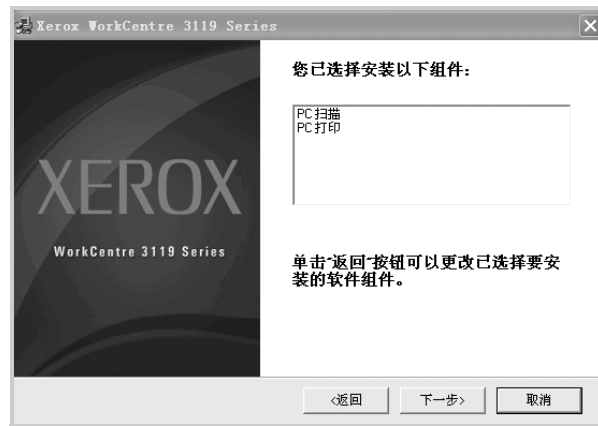 Xerox WorkCentre 3119 Series
您已选择安装以下组件：
PC扫描
PC打印
XEROX
WorkCentre 3119 Series
单击“返回”按钮可以更改已选择要安
装的软件组件。
<返回
下一步>
取消